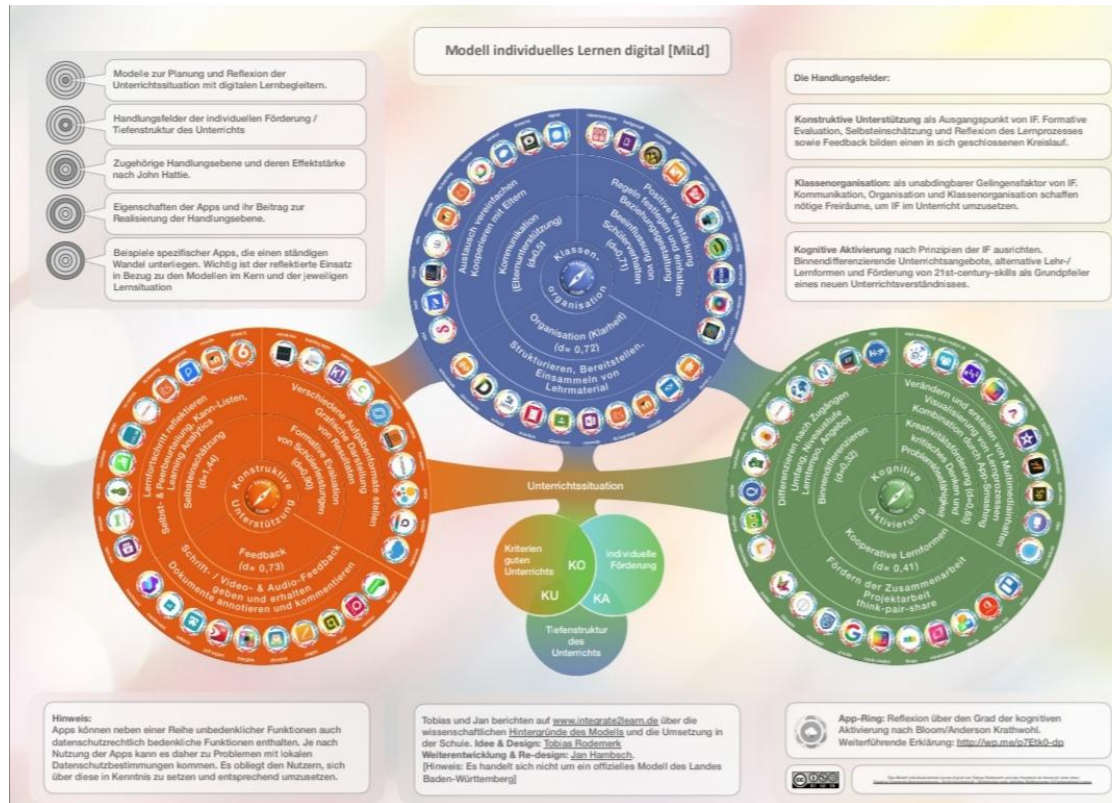 Modell individuelles Lernen digital [MiLd]
Modelle zur Planung und Reflexion der
Unterrichtssituation mit digitalen Lernbegleitern.
Handlungsfelder der individuellen Förderung /
Tiefenstruktur des Unterrichts
Zugehörige Handlungsebene und deren Effektstärke
nach John Hattie.
Eigenschaften der Apps und ihr Beitrag zur
Realisierung der Handlungsebene.
Beispiele spezifischer Apps, die einen ständigen
Wandel unterliegen. Wichtig ist der reflektierte Einsatz
in Bezug zu den Modellen im Kern und der jeweiligen
Lernsituation
Die Handlungsfelder:
Konstruktive Unterstützung als Ausgangspunkt von IF. Formative
Evaluation, Selbsteinschätzung und Reflexion des Lernprozesses
sowie Feedback bilden einen in sich geschlossenen Kreislauf.
Klassenorganisation: als unabdingbarer Gelingensfaktor von IF.
Kommunikation, Organisation und Klassenorganisation schaffen
nötige Freiräume, um IF im Unterricht umzusetzen.
Kognitive Aktivierung nach Prinzipien der IF ausrichten.
Binnendifferenzierende Unterrichtsangebote, alternative Lehr-/
Lernformen und Förderung von 21st-century-skills als Grundpfeiler
eines neuen Unterrichtsverständnisses.
Austausch vereinfachen
Kooperieren mit Eltern
Kommunikation
(Elternunterstützung)
(d=0,51
Positive Verstärkung
Regeln festlegen und einhalten
Beziehungsgestaltung
Beeinflussung von
Schülerverhalten
(d=0,71)
Klassen-
organisation
Organisation (Klarheit)
(d= 0,72)
Strukturieren, Bereitstellen,
Einsammeln von
Lehrmaterial
Lernfortschritt reflektieren
Selbst- & Peerbeurteilung, Kann-Listen,
Learning Analytics
Selbsteinschätzung
(d=1,44)
Verschiedene Aufgabenformate stellen
Grafische Darstellung
von Resultaten
Formative Evaluation
von Schülerleistungen
(d=0,90)
Konstruktive
Unterstützung
Feedback
(d= 0,73)
Schrift- / Video- & Audio-Feedback
geben und erhalten
Dokumente annotieren und kommentieren
Differenzieren nach Zugängen
Umfang, Niveaustufe
Lerntempo, Angebot
Binnendifferenzieren
(d=0,32)
Verändern und erstellen von Multimediainhalten
Visualisierung von Lernprozessen
Kombination durch App-Smashing
Kreativitätsförderung (d=0,65)
kritisches Denken und
Problemlösefähigkeit
Kognitive
Aktivierung
Kooperative Lernformen
(d= 0,41)
Fördern der Zusammenarbeit
Projektarbeit
think-pair-share
Unterrichtssituation
Kriterien
guten
Unterrichts
individuelle
Förderung
KO
KU
KA
Tiefenstruktur
des
Unterrichts
Hinweis:
Apps können neben einer Reihe unbedenklicher Funktionen auch
datenschutzrechtlich bedenkliche Funktionen enthalten. Je nach
Nutzung der Apps kann es daher zu Problemen mit lokalen
Datenschutzbestimmungen kommen. Es obliegt den Nutzern, sich
über diese in Kenntnis zu setzen und entsprechend umzusetzen.
Tobias und Jan berichten auf www.integrate2learn.de über die
wissenschaftlichen Hintergründe des Modells und die Umsetzung in
der Schule. Idee & Design: Tobias Rodemerk
Weiterentwicklung & Re-design: Jan Hambsch.
[Hinweis: Es handelt sich nicht um ein offizielles Modell des Landes
Baden-Württemberg]
App-Ring: Reflexion über den Grad der kognitiven
Aktivierung nach Bloom/Anderson Krathwohl.
Weiterführende Erklärung: http://wp.me/p7Etk0-dp